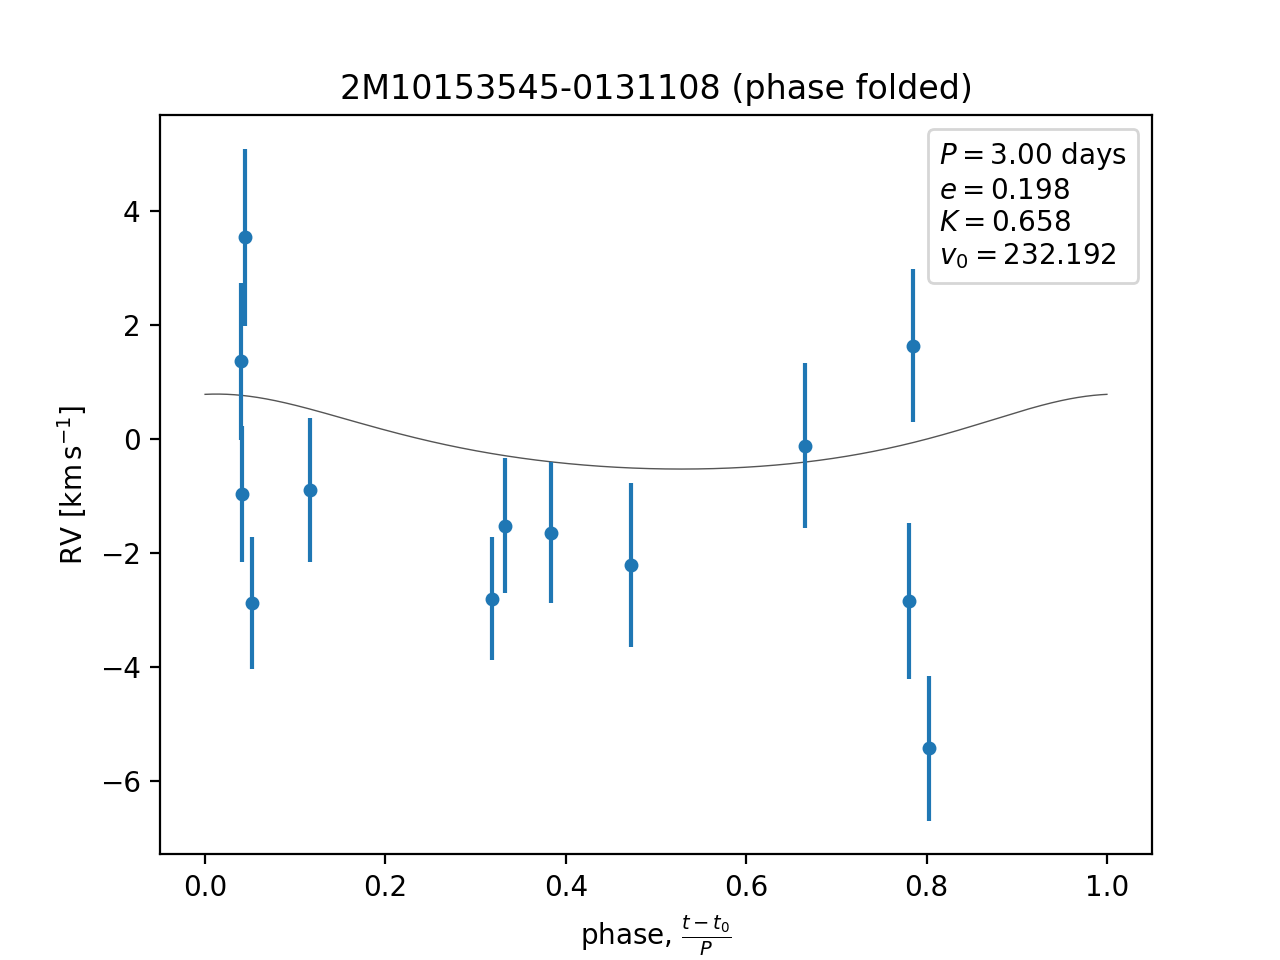 2M10153545-0131108 (phase folded)
P = 3.00 days
e = 0.198
K = 0.658
v₀ = 232.192
RV [km s⁻¹]
4
2
0
−2
−4
−6
0.0 0.2 0.4 0.6 0.8 1.0
phase, (t − t₀)/P